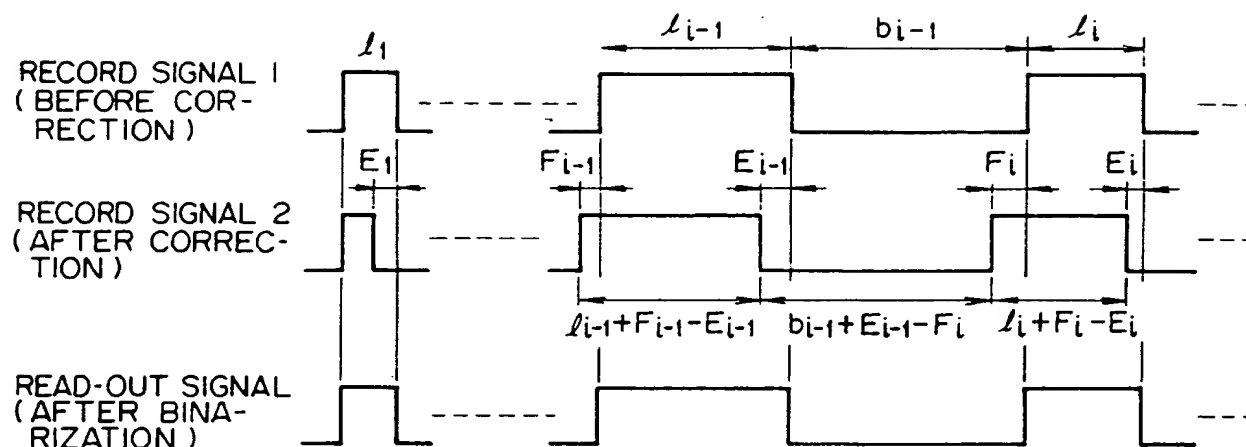 l₁
lᵢ₋₁
bᵢ₋₁
lᵢ
RECORD SIGNAL 1
(BEFORE COR-
RECTION)
E₁
Fᵢ₋₁
Eᵢ₋₁
Fᵢ
Eᵢ
RECORD SIGNAL 2
(AFTER CORREC-
TION)
lᵢ₋₁+Fᵢ₋₁-Eᵢ₋₁
bᵢ₋₁+Eᵢ₋₁-Fᵢ
lᵢ+Fᵢ-Eᵢ
READ-OUT SIGNAL
(AFTER BINA-
RIZATION)